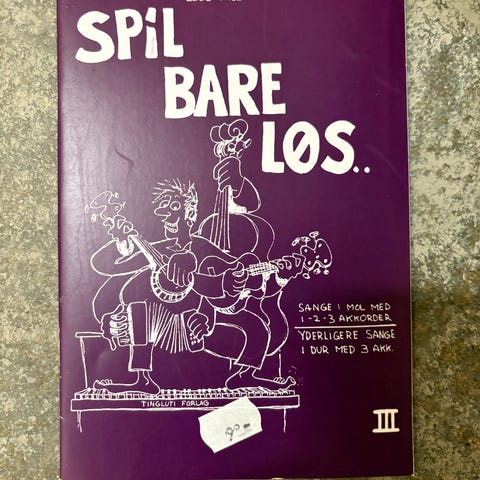 SPiL
BARE
LØS..
SANGE I MOL MED
1-2-3 AKKORDER
YDERLIGERE SANGE
I DUR MED 3 AKK.
TINGLUTI FORLAG
III